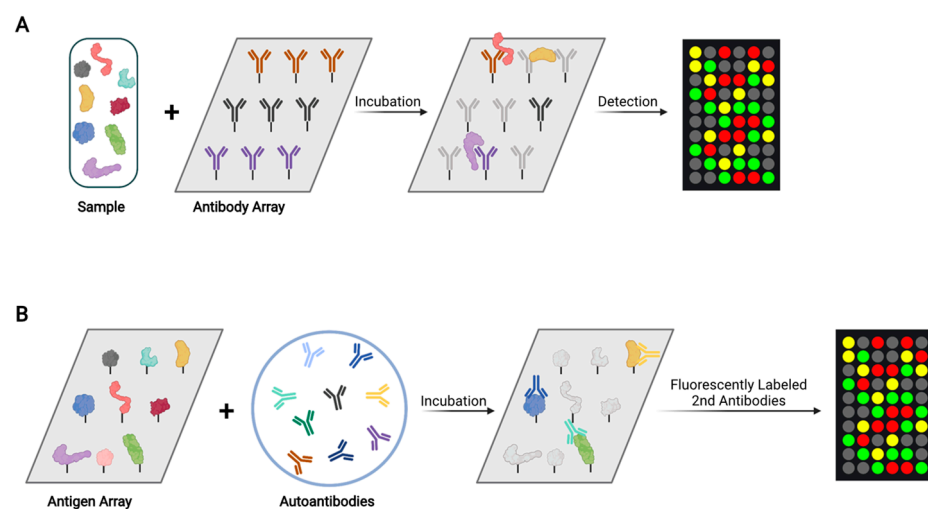 A
Incubation
Detection
Sample
Antibody Array
B
Fluorescently Labeled
2nd Antibodies
Incubation
Antigen Array
Autoantibodies